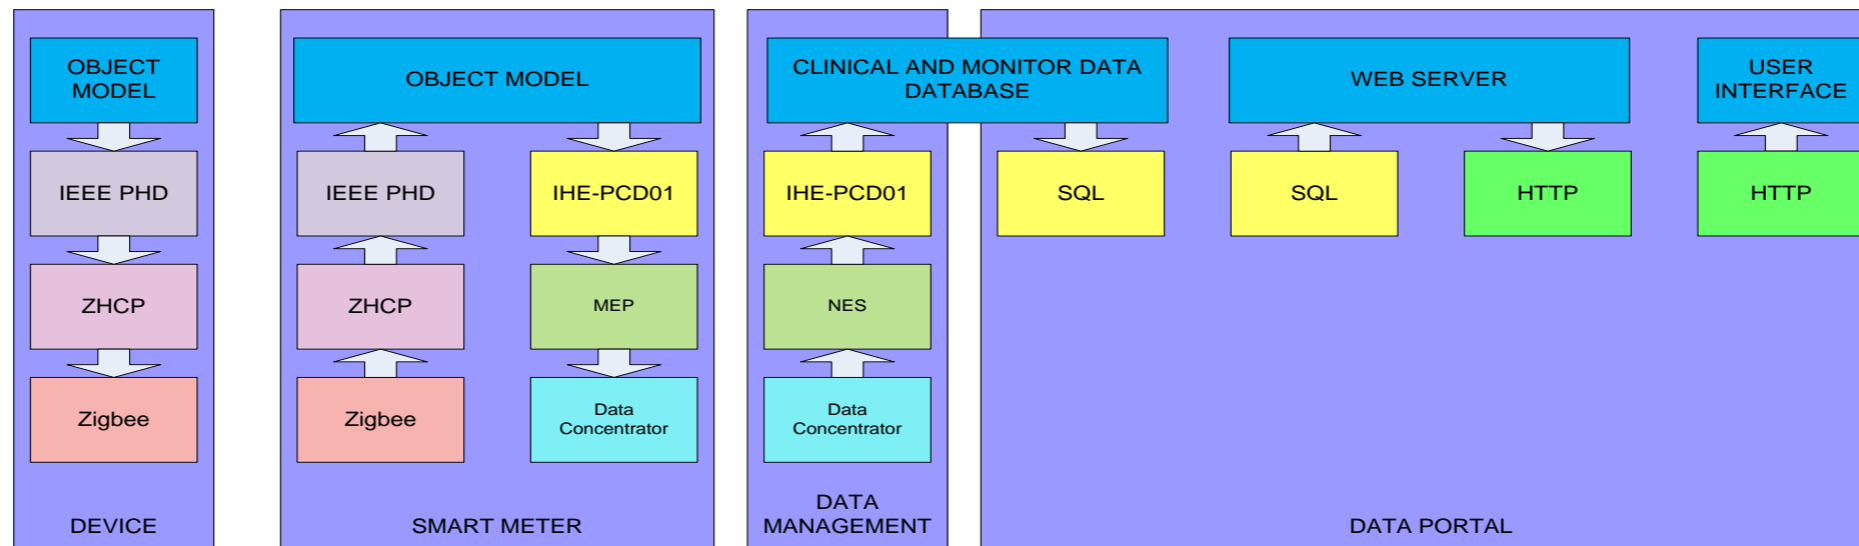 OBJECT
MODEL
IEEE PHD
ZHCP
Zigbee
DEVICE
OBJECT MODEL
IEEE PHD
ZHCP
Zigbee
IHE-PCD01
MEP
Data
Concentrator
SMART METER
CLINICAL AND MONITOR DATA
DATABASE
IHE-PCD01
NES
Data
Concentrator
DATA
MANAGEMENT
SQL
WEB SERVER
SQL
HTTP
USER
INTERFACE
HTTP
DATA PORTAL